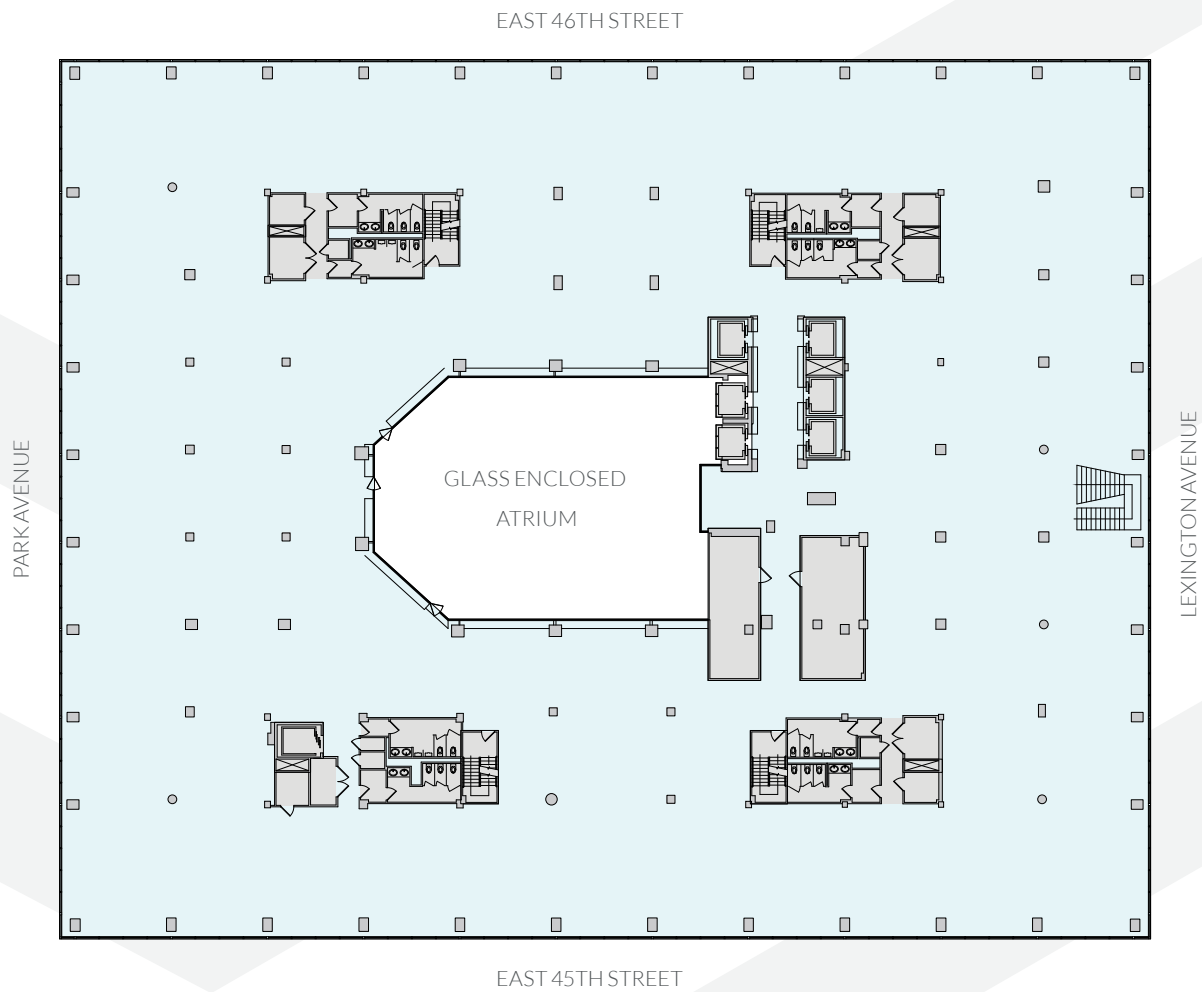 EAST 46TH STREET
PARK AVENUE
LEXINGTON AVENUE
GLASS ENCLOSED
ATRIUM
EAST 45TH STREET